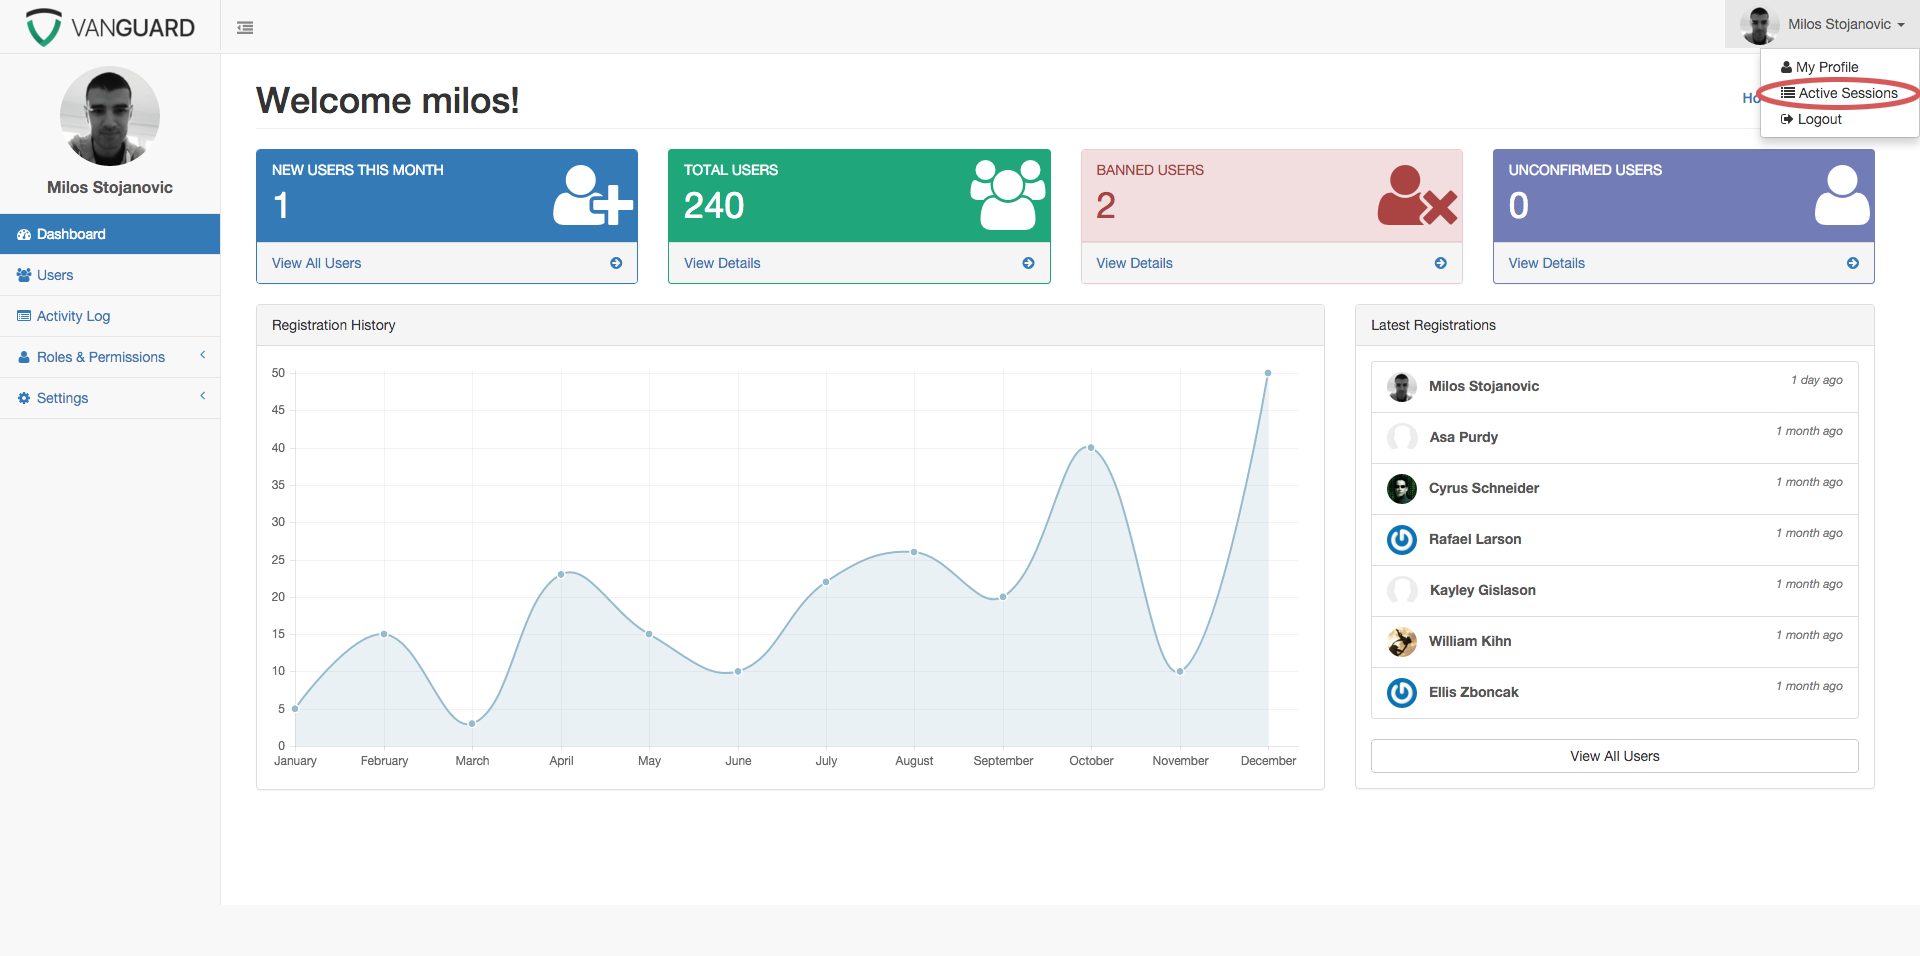 VANGUARD
Milos Stojanovic
My Profile
Active Sessions
Logout
Milos Stojanovic
Dashboard
Users
Activity Log
Roles & Permissions
Settings
Welcome milos!
NEW USERS THIS MONTH
1
View All Users
TOTAL USERS
240
View Details
BANNED USERS
2
View Details
UNCONFIRMED USERS
0
View Details
Registration History
50
45
40
35
30
25
20
15
10
5
0
January February March April May June July August September October November December
Latest Registrations
Milos Stojanovic 1 day ago
Asa Purdy 1 month ago
Cyrus Schneider 1 month ago
Rafael Larson 1 month ago
Kayley Gislason 1 month ago
William Kihn 1 month ago
Ellis Zboncak 1 month ago
View All Users